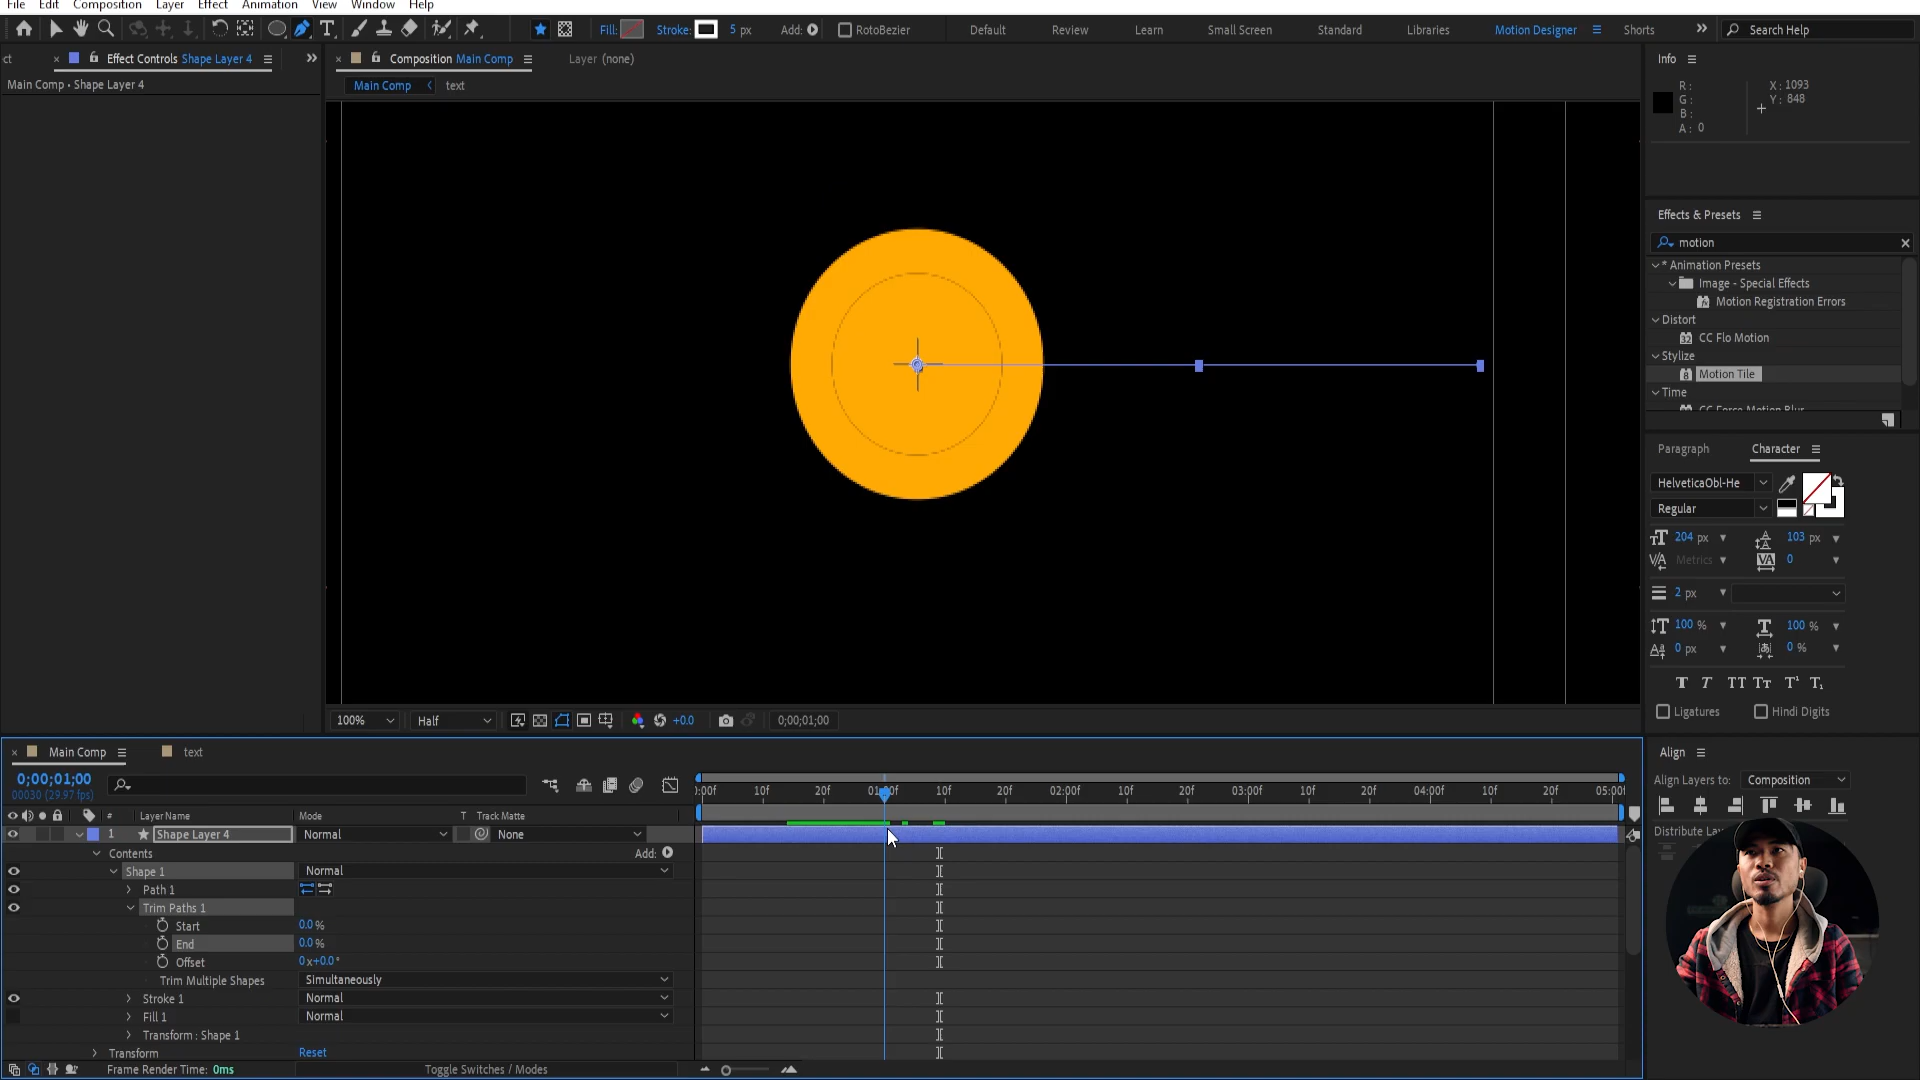 File Edit Composition Layer Effect Animation View Window Help
Fill: Stroke: 5 px Add: RotoBezier Default Review Learn Small Screen Standard Libraries Motion Designer Shorts Search Help
ct Effect Controls Shape Layer 4
Main Comp • Shape Layer 4
Composition Main Comp Layer (none)
Main Comp text
Info
R :
G :
B :
A : 0
X : 1093
Y : 848
Effects & Presets
motion
* Animation Presets
Image - Special Effects
Motion Registration Errors
Distort
CC Flo Motion
Stylize
Motion Tile
Time
CC Force Motion Blur
Paragraph Character
HelveticaObl-He
Regular
204 px 103 px
Metrics 0
2 px
100 % 100 %
0 px 0 %
Ligatures Hindi Digits
100% Half +0.0 0;00;01;00
Main Comp text
0;00;01;00
00030 (29.97 fps)
):00f 10f 20f 01:00f 10f 20f 02:00f 10f 20f 03:00f 10f 20f 04:00f 10f 20f 05:00f
# Layer Name Mode T Track Matte
1 Shape Layer 4 Normal None
Contents Add:
Shape 1 Normal
Path 1
Trim Paths 1
Start 0.0 %
End 0.0 %
Offset 0 x+0.0 °
Trim Multiple Shapes Simultaneously
Stroke 1 Normal
Fill 1 Normal
Transform : Shape 1
Transform Reset
Frame Render Time: 0ms Toggle Switches / Modes
Align
Align Layers to: Composition
Distribute Lay